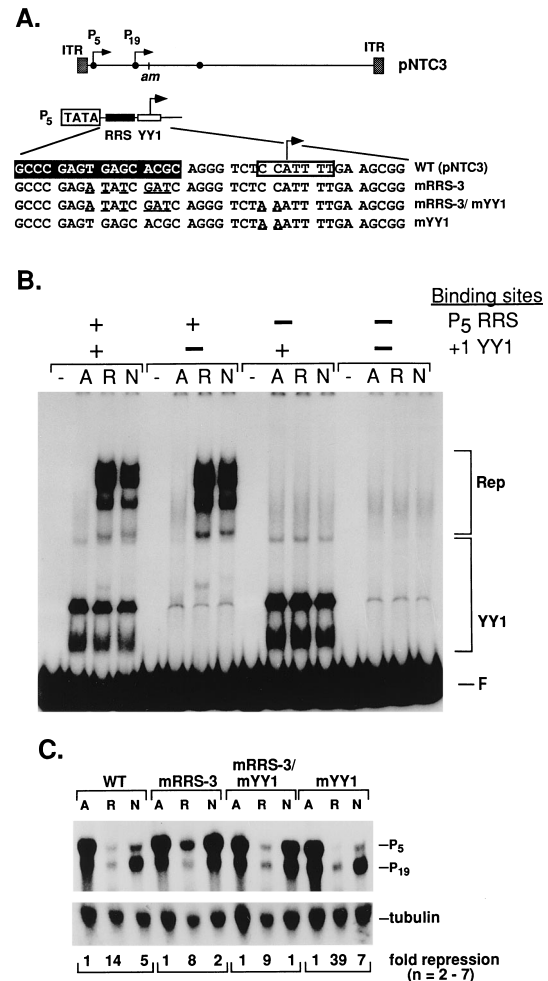 A.
ITR P5 P19 ITR
am pNTC3
P5 TATA
RRS YY1
GCCC GAGT GAGC ACGC AGGG TCTC CATT TTGA AGCGG WT (pNTC3)
GCCC GAGA TATC GATC AGGG TCTC CATT TTGA AGCGG mRRS-3
GCCC GAGA TATC GATC AGGG TCTA AATT TTGA AGCGG mRRS-3/ mYY1
GCCC GAGT GAGC ACGC AGGG TCTA AATT TTGA AGCGG mYY1
B.
Binding sites
+ + − − P5 RRS
+ − + − +1 YY1
- A R N - A R N - A R N - A R N
Rep
YY1
F
C.
WT mRRS-3 mRRS-3/ mYY1 mYY1
A R N A R N A R N A R N
P5
P19
tubulin
1 14 5 1 8 2 1 9 1 1 39 7 fold repression
(n = 2 - 7)